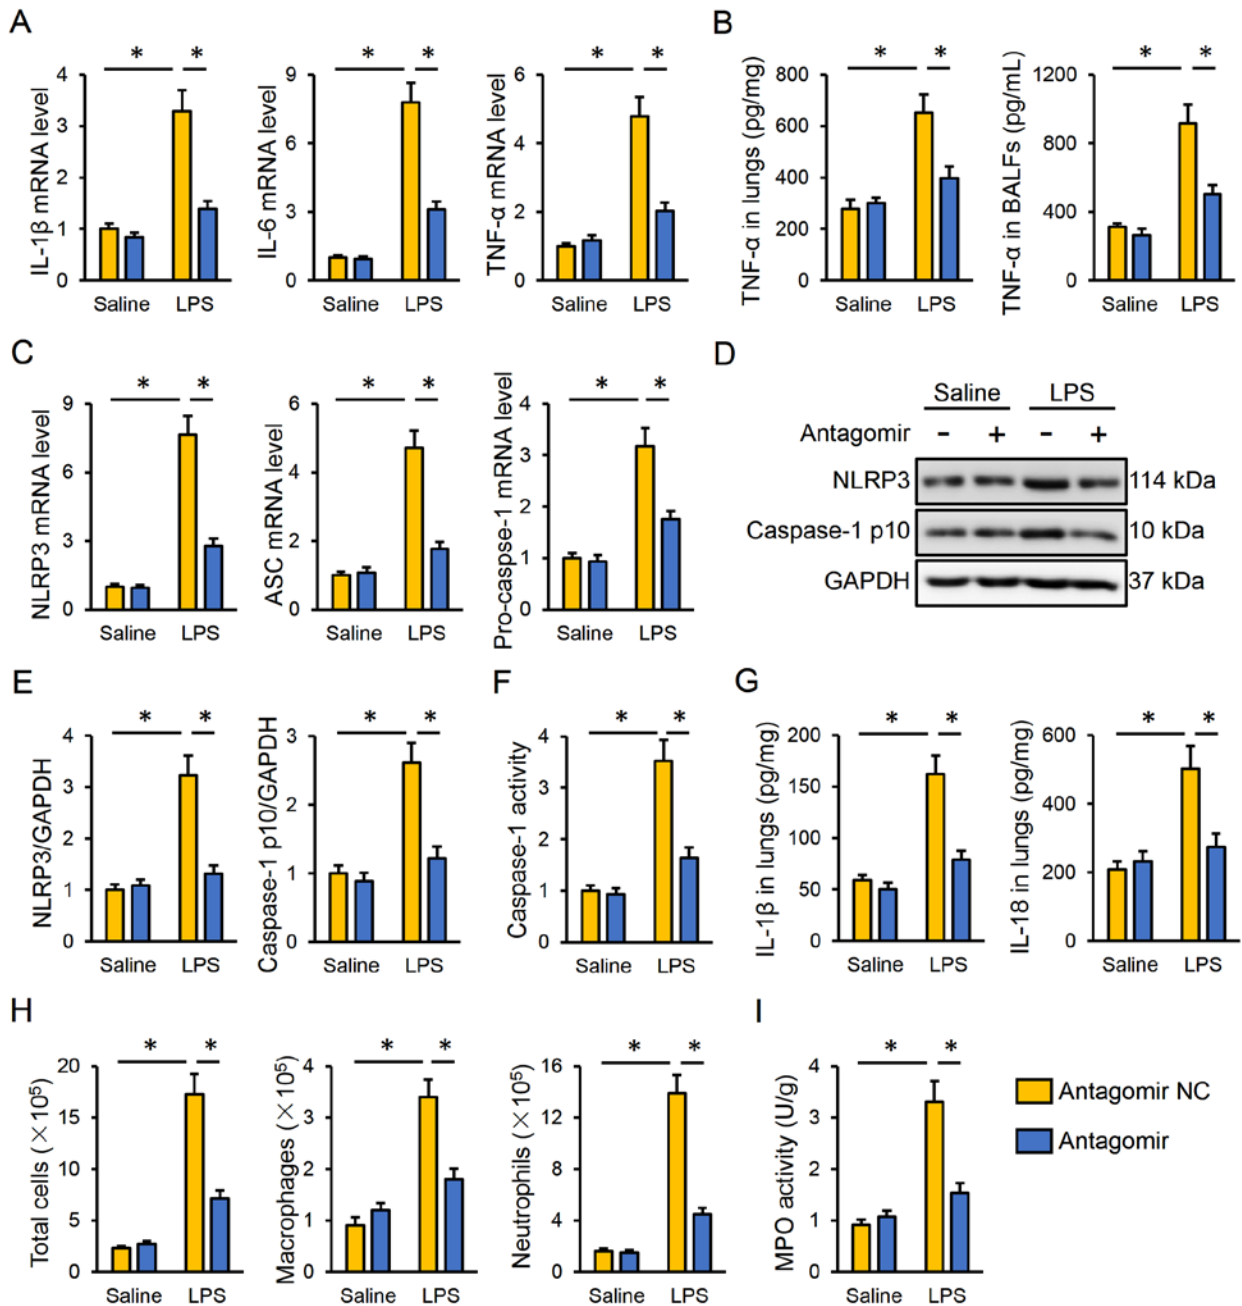 A
* *
IL-1β mRNA level
4
3
2
1
0
Saline LPS
* *
IL-6 mRNA level
9
6
3
0
Saline LPS
* *
TNF-α mRNA level
6
4
2
0
Saline LPS
B
* *
TNF-α in lungs (pg/mg)
800
600
400
200
0
Saline LPS
* *
TNF-α in BALFs (pg/mL)
1200
800
400
0
Saline LPS
C
* *
NLRP3 mRNA level
9
6
3
0
Saline LPS
* *
ASC mRNA level
6
4
2
0
Saline LPS
* *
Pro-caspse-1 mRNA level
4
3
2
1
0
Saline LPS
D
Saline LPS
Antagomir - + - +
NLRP3 114 kDa
Caspase-1 p10 10 kDa
GAPDH 37 kDa
E
* *
NLRP3/GAPDH
4
3
2
1
0
Saline LPS
* *
Caspase-1 p10/GAPDH
3
2
1
0
Saline LPS
F
* *
Caspase-1 activity
4
3
2
1
0
Saline LPS
G
* *
IL-1β in lungs (pg/mg)
200
150
100
50
0
Saline LPS
* *
IL-18 in lungs (pg/mg)
600
400
200
0
Saline LPS
H
* *
Total cells (×10⁵)
20
15
10
5
0
Saline LPS
* *
Macrophages (×10⁵)
4
3
2
1
0
Saline LPS
* *
Neutrophils (×10⁵)
16
12
8
4
0
Saline LPS
I
* *
MPO activity (U/g)
4
3
2
1
0
Saline LPS
Antagomir NC
Antagomir